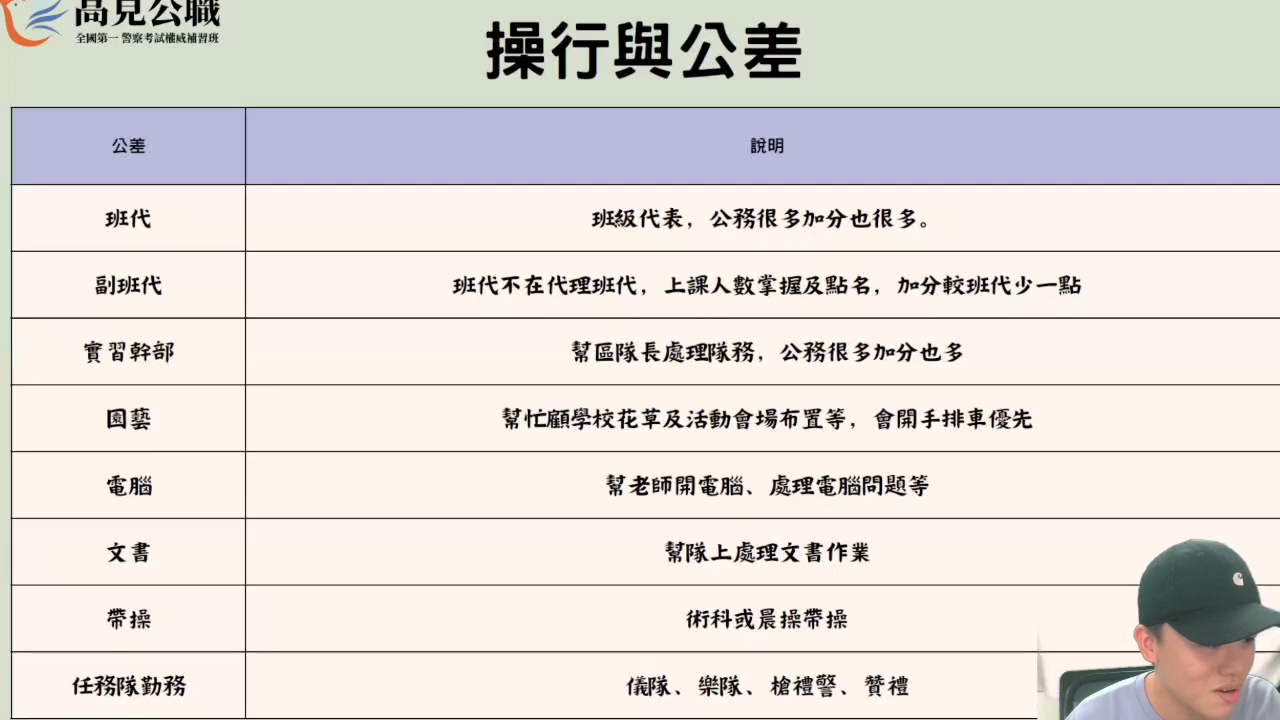 高見公職
全國第一 警察考試權威補習班
操行與公差
公差 說明
班代 班級代表，公務很多加分也很多。
副班代 班代不在代理班代，上課人數掌握及點名，加分較班代少一點
實習幹部 幫區隊長處理隊務，公務很多加分也多
園藝 幫忙顧學校花草及活動會場布置等，會開手排車優先
電腦 幫老師開電腦、處理電腦問題等
文書 幫隊上處理文書作業
帶操 術科或晨操帶操
任務隊勤務 儀隊、樂隊、槍禮警、贊禮